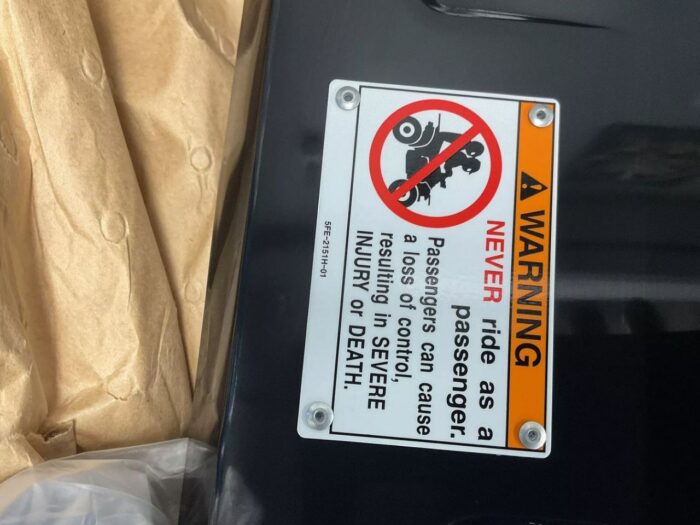 WARNING
NEVER ride as a
passenger.
Passengers can cause
a loss of control,
resulting in SEVERE
INJURY or DEATH.
5FE-2151H-01